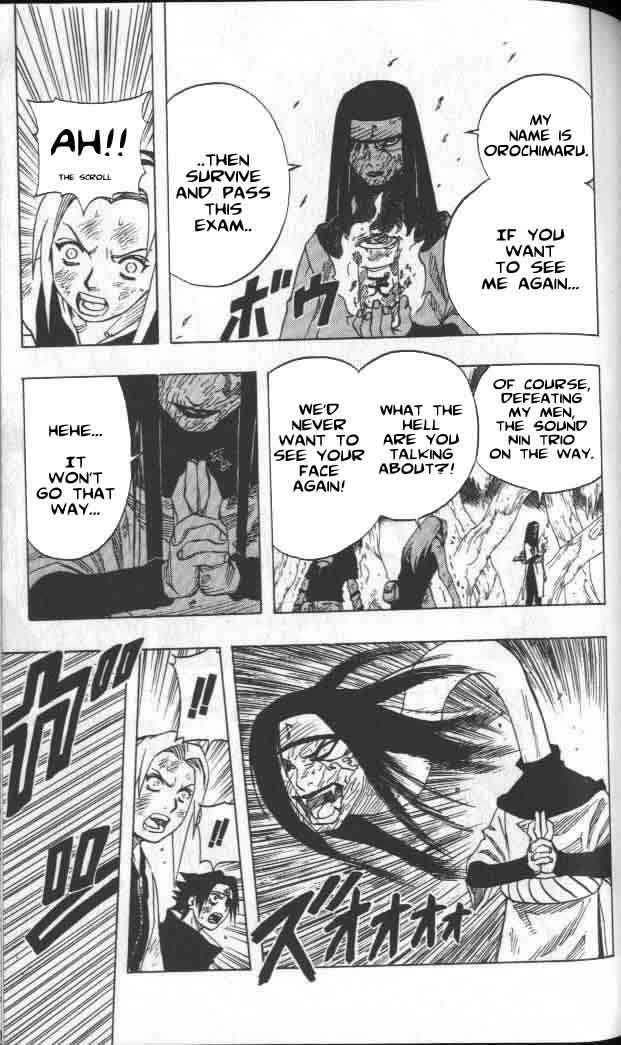 MY
NAME IS
OROCHIMARU.
IF YOU
WANT
TO SEE
ME AGAIN...
天
ボウ
..THEN
SURVIVE
AND PASS
THIS
EXAM..
AH!!
THE SCROLL
OF COURSE,
DEFEATING
MY MEN,
THE SOUND
NIN TRIO
ON THE WAY.
WHAT THE
HELL
ARE YOU
TALKING
ABOUT?!
WE'D
NEVER
WANT TO
SEE YOUR
FACE
AGAIN!
HEHE...
IT
WON'T
GO THAT
WAY...
ズオオオォ
!!
!!